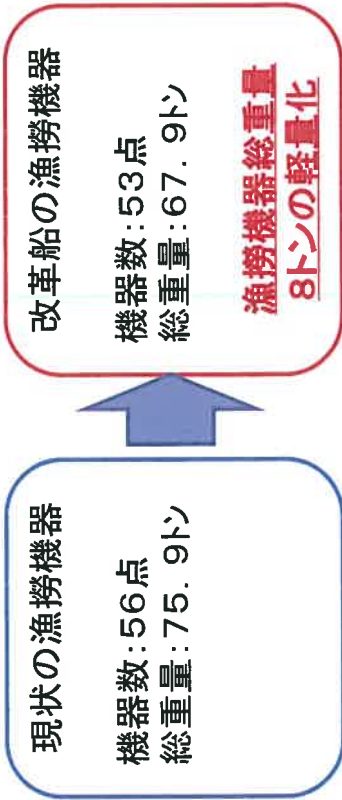 現状の漁撈機器
機器数:56点
総重量:75.9トン
改革船の漁撈機器
機器数:53点
総重量:67.9トン
漁撈機器総重量
8トンの軽量化